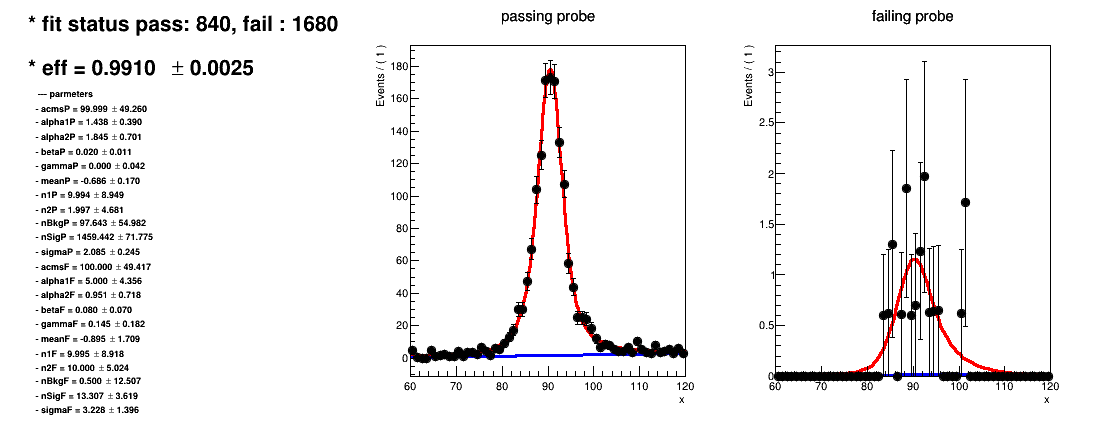 * fit status pass: 840, fail : 1680
* eff = 0.9910 ± 0.0025
--- parmeters
- acmsP = 99.999 ± 49.260
- alpha1P = 1.438 ± 0.390
- alpha2P = 1.845 ± 0.701
- betaP = 0.020 ± 0.011
- gammaP = 0.000 ± 0.042
- meanP = -0.686 ± 0.170
- n1P = 9.994 ± 8.949
- n2P = 1.997 ± 4.681
- nBkgP = 97.643 ± 54.982
- nSigP = 1459.442 ± 71.775
- sigmaP = 2.085 ± 0.245
- acmsF = 100.000 ± 49.417
- alpha1F = 5.000 ± 4.356
- alpha2F = 0.951 ± 0.718
- betaF = 0.080 ± 0.070
- gammaF = 0.145 ± 0.182
- meanF = -0.895 ± 1.709
- n1F = 9.995 ± 8.918
- n2F = 10.000 ± 5.024
- nBkgF = 0.500 ± 12.507
- nSigF = 13.307 ± 3.619
- sigmaF = 3.228 ± 1.396
passing probe
Events / ( 1 )
180
160
140
120
100
80
60
40
20
0
60 70 80 90 100 110 120
x
failing probe
Events / ( 1 )
3
2.5
2
1.5
1
0.5
0
60 70 80 90 100 110 120
x